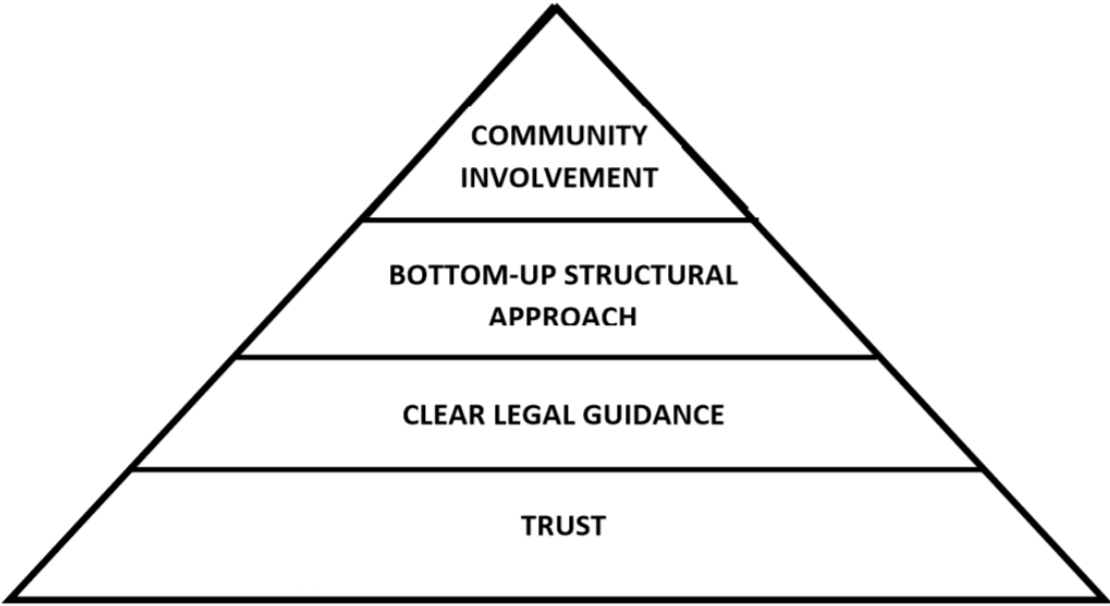 COMMUNITY
INVOLVEMENT
BOTTOM-UP STRUCTURAL
APPROACH
CLEAR LEGAL GUIDANCE
TRUST